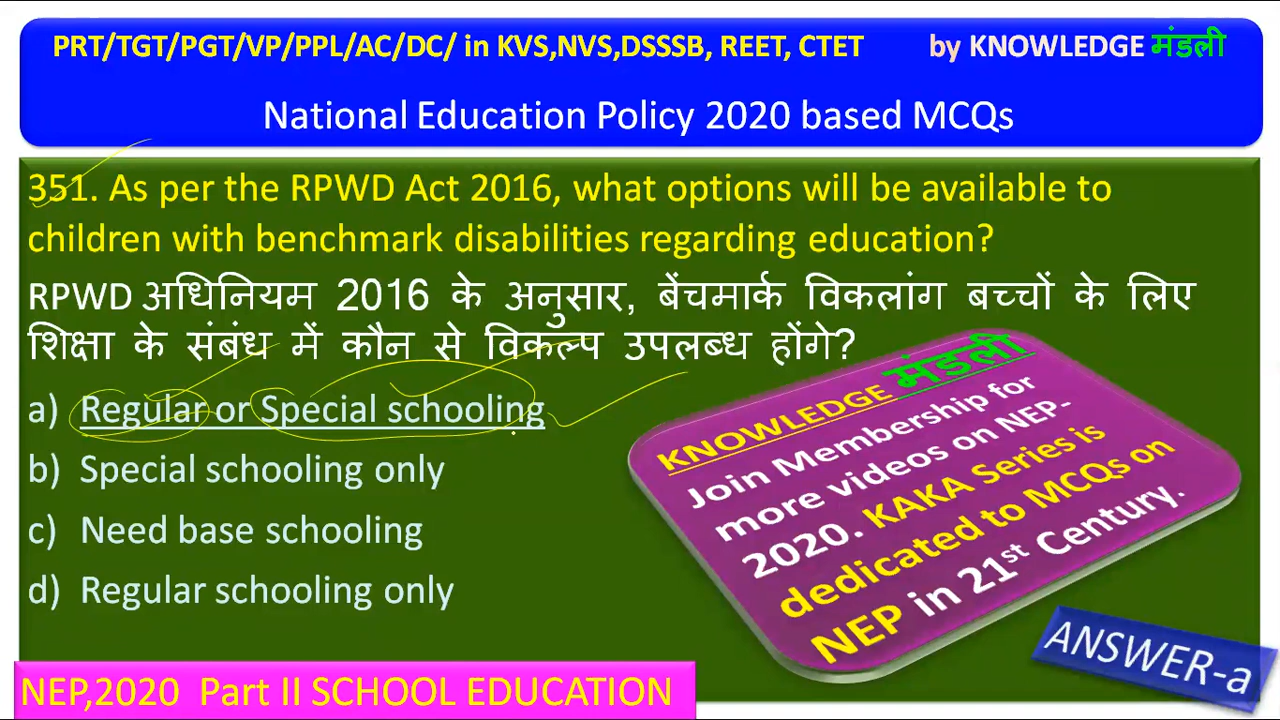 PRT/TGT/PGT/VP/PPL/AC/DC/ in KVS,NVS,DSSSB, REET, CTET by KNOWLEDGE मंडली
National Education Policy 2020 based MCQs
351. As per the RPWD Act 2016, what options will be available to
children with benchmark disabilities regarding education?
RPWD अधिनियम 2016 के अनुसार, बेंचमार्क विकलांग बच्चों के लिए
शिक्षा के संबंध में कौन से विकल्प उपलब्ध होंगे?
a) Regular or Special schooling
b) Special schooling only
c) Need base schooling
d) Regular schooling only
KNOWLEDGE मंडली
Join Membership for
more videos on NEP-
2020. KAKA Series is
dedicated to MCQs on
NEP in 21st Century.
ANSWER-a
NEP,2020 Part II SCHOOL EDUCATION